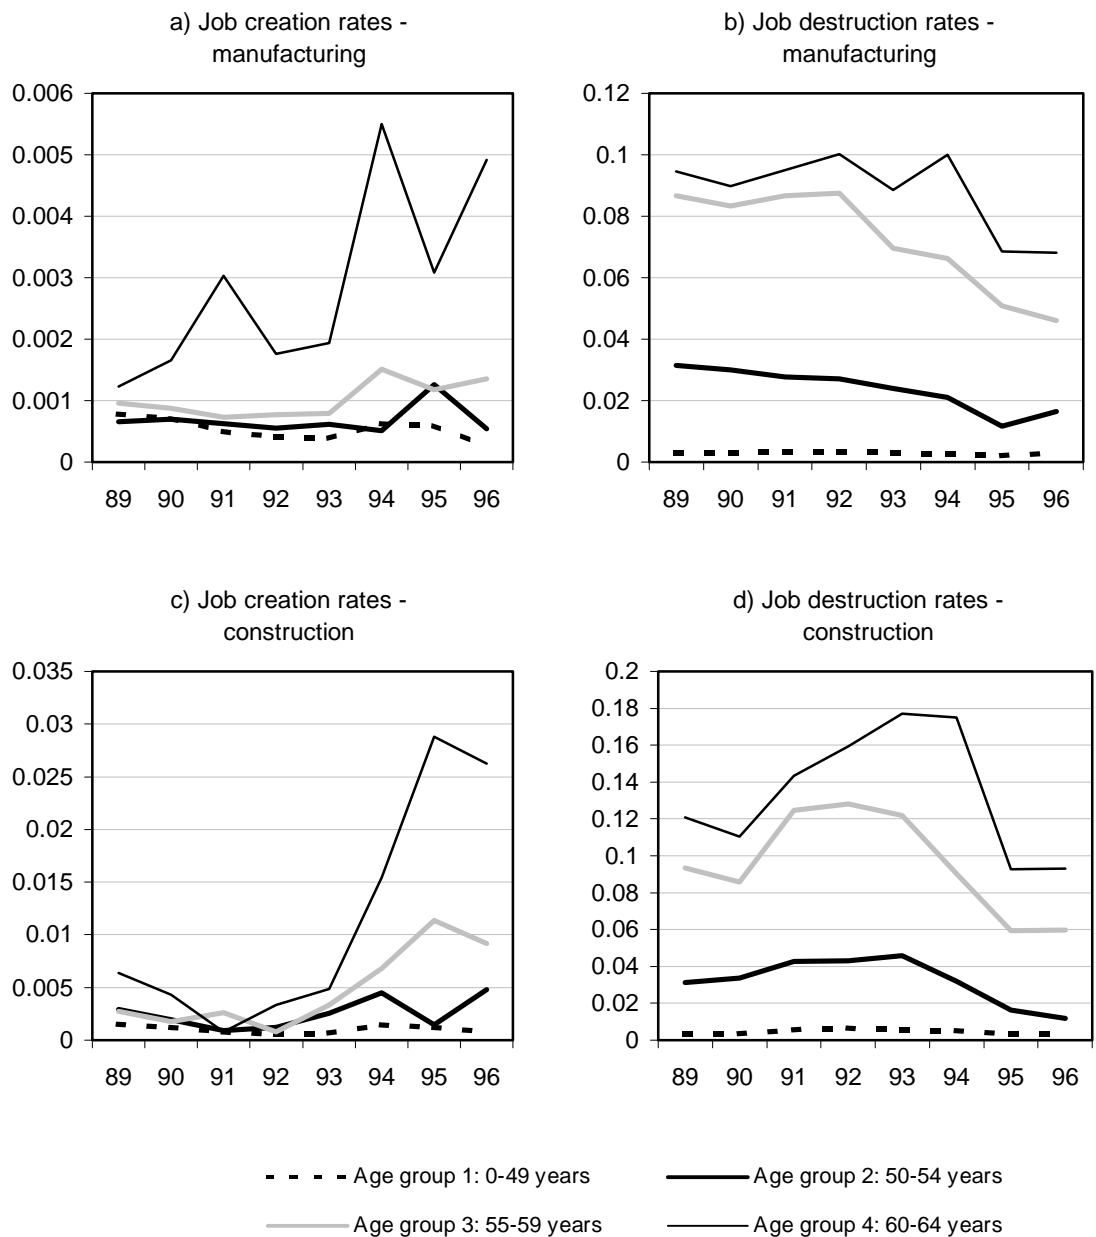 a) Job creation rates -
manufacturing
0.006
0.005
0.004
0.003
0.002
0.001
0
89 90 91 92 93 94 95 96
b) Job destruction rates -
manufacturing
0.12
0.1
0.08
0.06
0.04
0.02
0
89 90 91 92 93 94 95 96
c) Job creation rates -
construction
0.035
0.03
0.025
0.02
0.015
0.01
0.005
0
89 90 91 92 93 94 95 96
d) Job destruction rates -
construction
0.2
0.18
0.16
0.14
0.12
0.1
0.08
0.06
0.04
0.02
0
89 90 91 92 93 94 95 96
Age group 1: 0-49 years
Age group 2: 50-54 years
Age group 3: 55-59 years
Age group 4: 60-64 years